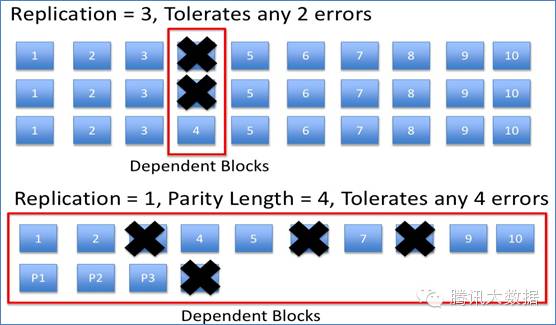 Replication = 3, Tolerates any 2 errors
1 2 3 5 6 7 8 9 10
1 2 3 5 6 7 8 9 10
1 2 3 4 5 6 7 8 9 10
Dependent Blocks
Replication = 1, Parity Length = 4, Tolerates any 4 errors
1 2 4 5 7 9 10
P1 P2 P3
腾讯大数据
Dependent Blocks